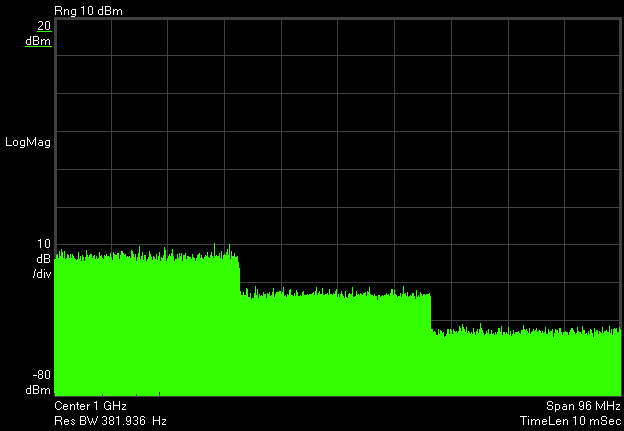 Rng 10 dBm
20
dBm
LogMag
10
dB
/div
-80
dBm
Center 1 GHz
Span 96 MHz
Res BW 381.936 Hz
TimeLen 10 mSec